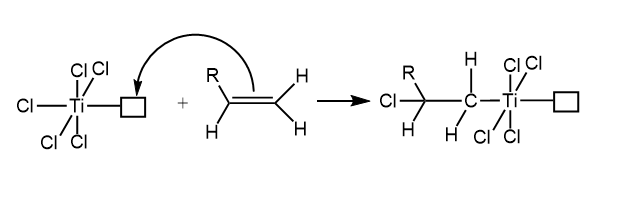 Cl Cl
Cl Ti
Cl Cl
+
R H
H H
H
R Cl Cl
Cl C Ti
H H Cl Cl